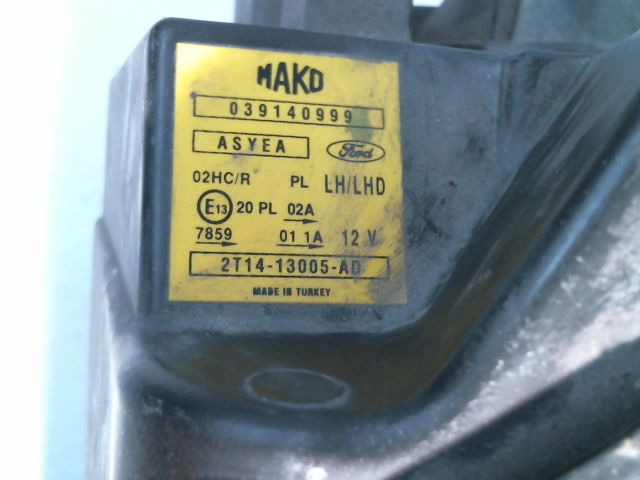 MAKO
039140999
ASYEA Ford
02HC/R PL LH/LHD
E13 20 PL 02A
7859 01 1A 12 V
2T14-13005-AD
MADE IN TURKEY